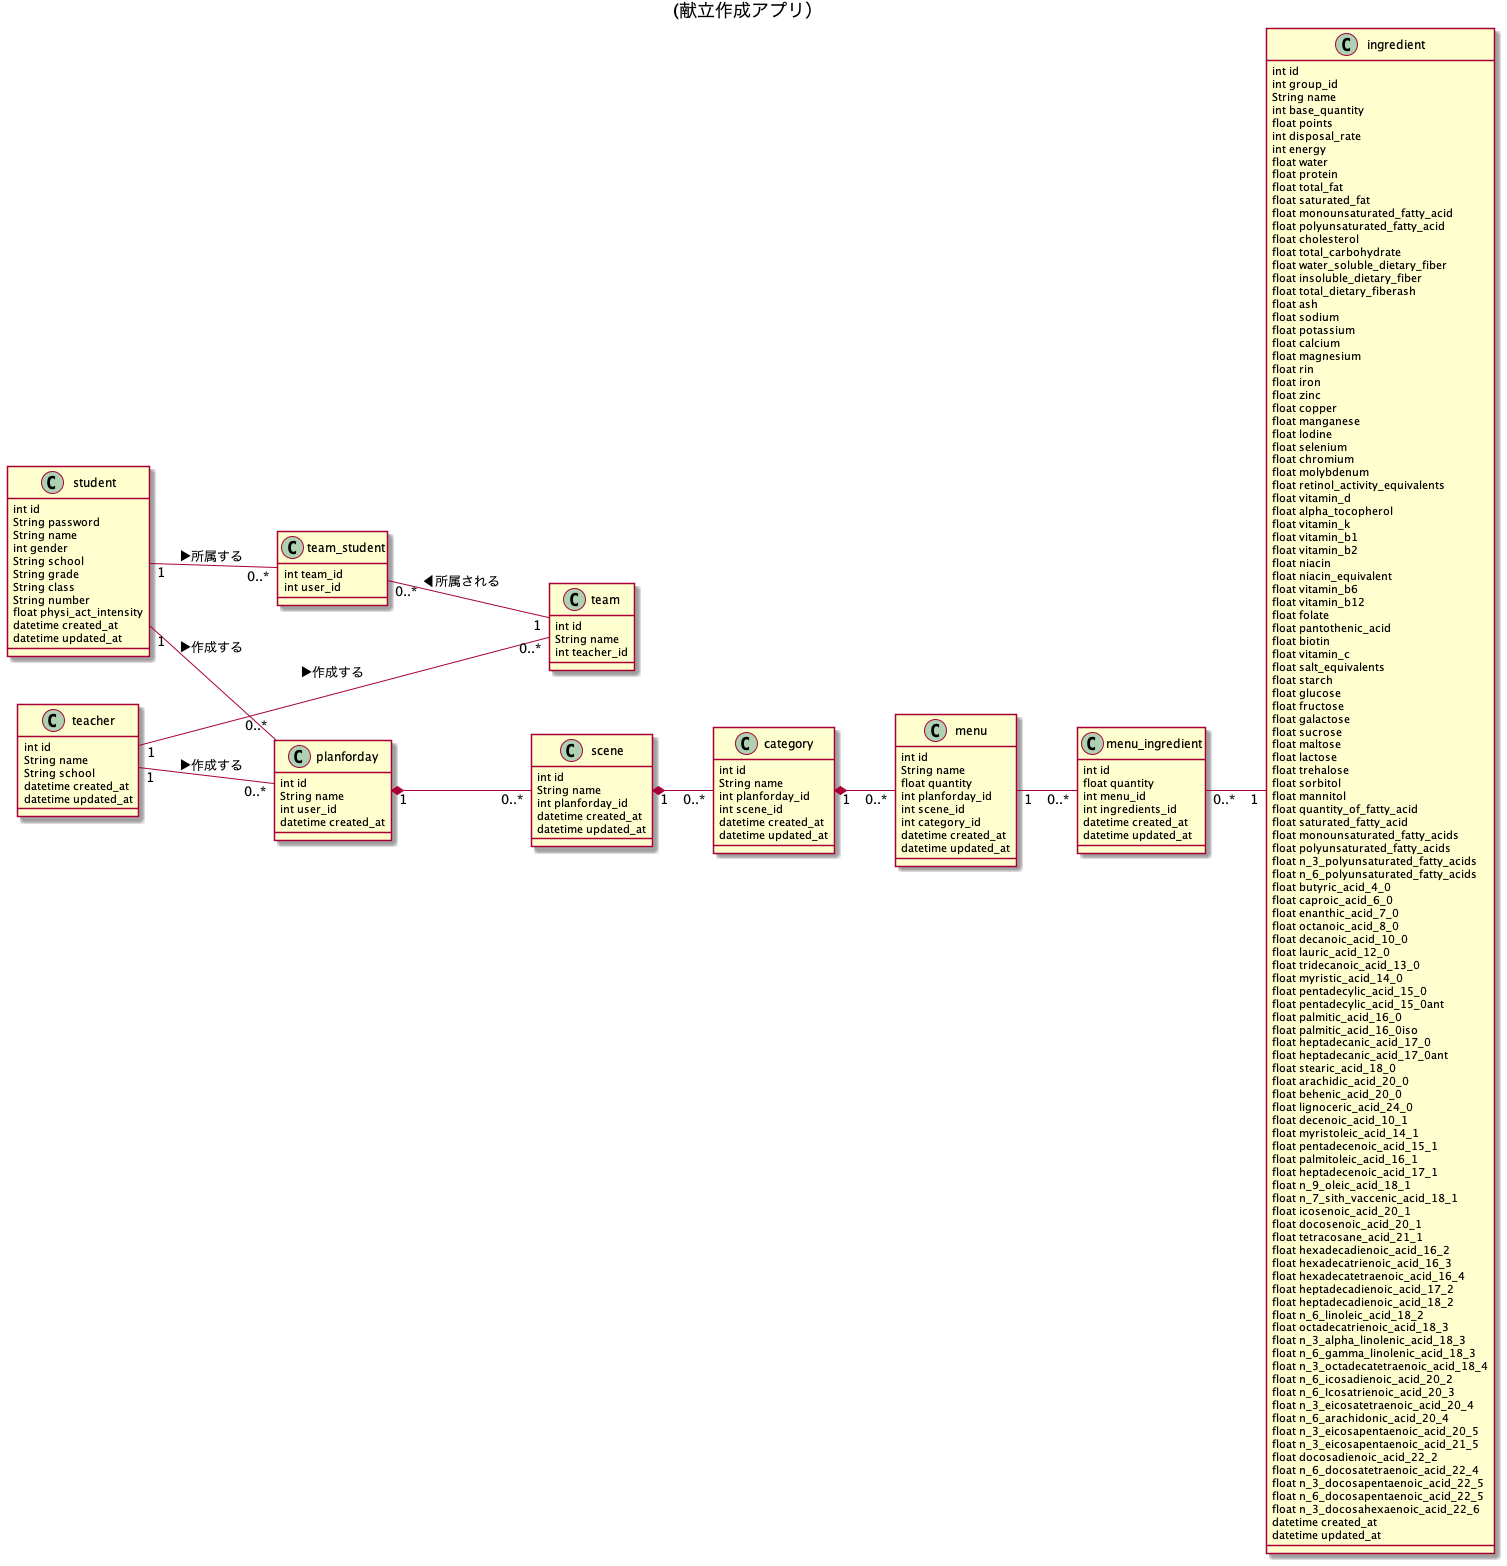 (献立作成アプリ)
C student
int id
String password
String name
int gender
String school
String grade
String class
String number
float physi_act_intensity
datetime created_at
datetime updated_at
▶所属する
1
0..*
C team_student
int team_id
int user_id
◀所属される
0..*
1
C team
int id
String name
int teacher_id
▶作成する
1
0..*
▶作成する
1
0..*
C teacher
int id
String name
String school
datetime created_at
datetime updated_at
▶作成する
1
0..*
C planforday
int id
String name
int user_id
datetime created_at
1
0..*
C scene
int id
String name
int planforday_id
datetime created_at
datetime updated_at
1
0..*
C category
int id
String name
int planforday_id
int scene_id
datetime created_at
datetime updated_at
1
0..*
C menu
int id
String name
float quantity
int planforday_id
int scene_id
int category_id
datetime created_at
datetime updated_at
1
0..*
C menu_ingredient
int id
float quantity
int menu_id
int ingredients_id
datetime created_at
datetime updated_at
0..*
1
C ingredient
int id
int group_id
String name
int base_quantity
float points
int disposal_rate
int energy
float water
float protein
float total_fat
float saturated_fat
float monounsaturated_fatty_acid
float polyunsaturated_fatty_acid
float cholesterol
float total_carbohydrate
float water_soluble_dietary_fiber
float insoluble_dietary_fiber
float total_dietary_fiberash
float ash
float sodium
float potassium
float calcium
float magnesium
float rin
float iron
float zinc
float copper
float manganese
float lodine
float selenium
float chromium
float molybdenum
float retinol_activity_equivalents
float vitamin_d
float alpha_tocopherol
float vitamin_k
float vitamin_b1
float vitamin_b2
float niacin
float niacin_equivalent
float vitamin_b6
float vitamin_b12
float folate
float pantothenic_acid
float biotin
float vitamin_c
float salt_equivalents
float starch
float glucose
float fructose
float galactose
float sucrose
float maltose
float lactose
float trehalose
float sorbitol
float mannitol
float quantity_of_fatty_acid
float saturated_fatty_acid
float monounsaturated_fatty_acids
float polyunsaturated_fatty_acids
float n_3_polyunsaturated_fatty_acids
float n_6_polyunsaturated_fatty_acids
float butyric_acid_4_0
float caproic_acid_6_0
float enanthic_acid_7_0
float octanoic_acid_8_0
float decanoic_acid_10_0
float lauric_acid_12_0
float tridecanoic_acid_13_0
float myristic_acid_14_0
float pentadecylic_acid_15_0
float pentadecylic_acid_15_0ant
float palmitic_acid_16_0
float palmitic_acid_16_0iso
float heptadecanic_acid_17_0
float heptadecanic_acid_17_0ant
float stearic_acid_18_0
float arachidic_acid_20_0
float behenic_acid_20_0
float lignoceric_acid_24_0
float decenoic_acid_10_1
float myristoleic_acid_14_1
float pentadecenoic_acid_15_1
float palmitoleic_acid_16_1
float heptadecenoic_acid_17_1
float n_9_oleic_acid_18_1
float n_7_sith_vaccenic_acid_18_1
float icosenoic_acid_20_1
float docosenoic_acid_20_1
float tetracosane_acid_21_1
float hexadecadienoic_acid_16_2
float hexadecatrienoic_acid_16_3
float hexadecatetraenoic_acid_16_4
float heptadecadienoic_acid_17_2
float heptadecadienoic_acid_18_2
float n_6_linoleic_acid_18_2
float octadecatrienoic_acid_18_3
float n_3_alpha_linolenic_acid_18_3
float n_6_gamma_linolenic_acid_18_3
float n_3_octadecatetraenoic_acid_18_4
float n_6_icosadienoic_acid_20_2
float n_6_lcosatrienoic_acid_20_3
float n_3_eicosatetraenoic_acid_20_4
float n_6_arachidonic_acid_20_4
float n_3_eicosapentaenoic_acid_20_5
float n_3_eicosapentaenoic_acid_21_5
float docosadienoic_acid_22_2
float n_6_docosatetraenoic_acid_22_4
float n_3_docosapentaenoic_acid_22_5
float n_6_docosapentaenoic_acid_22_5
float n_3_docosahexaenoic_acid_22_6
datetime created_at
datetime updated_at